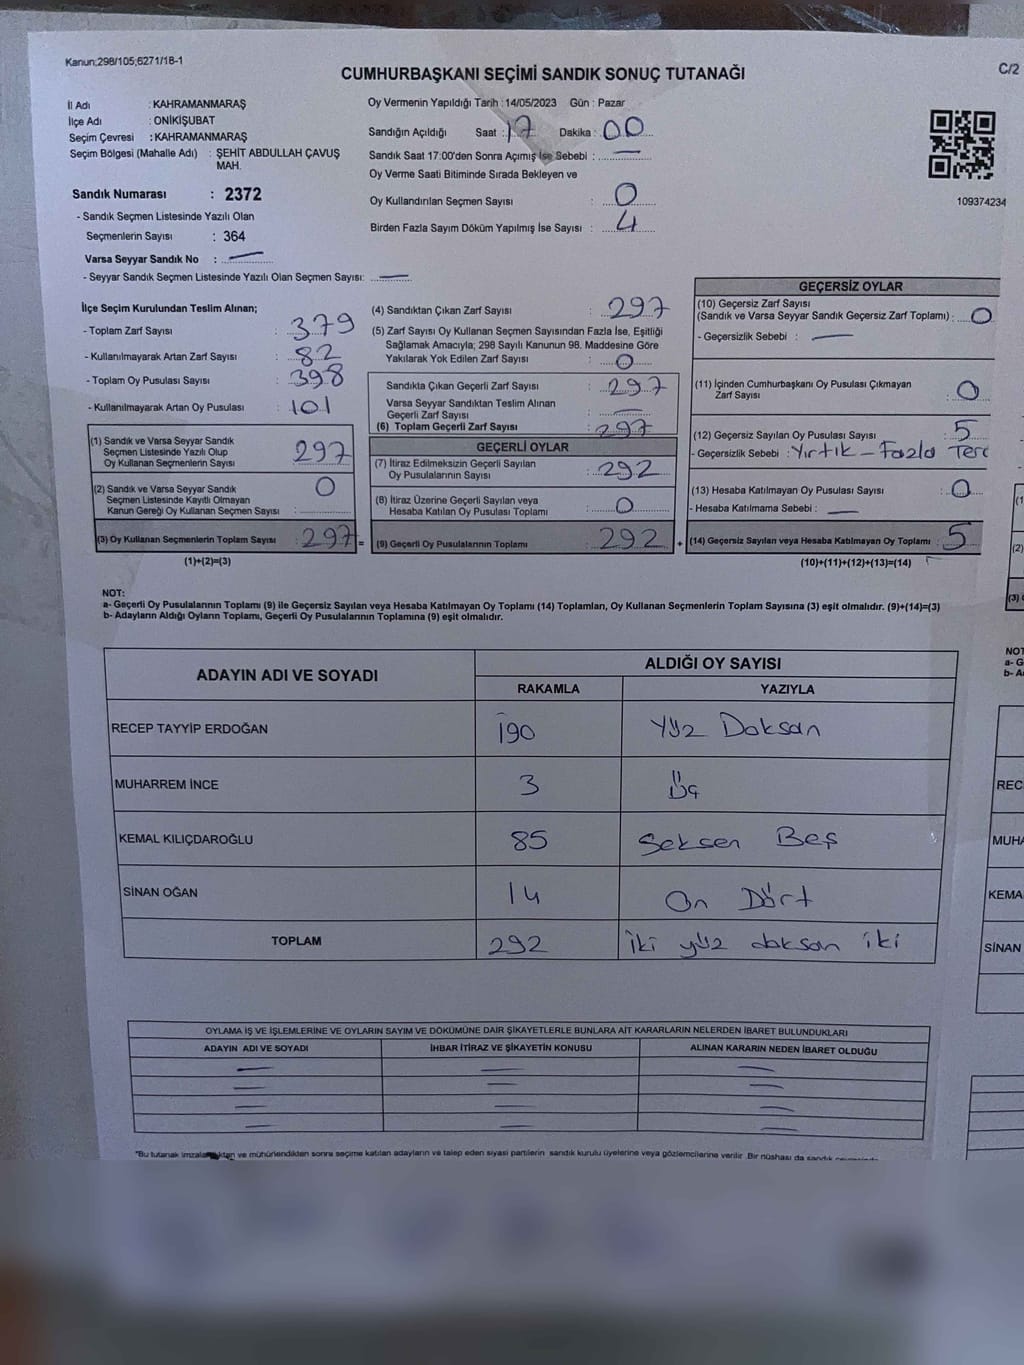 Kanun;298/105;6271/18-1
C/2
CUMHURBAŞKANI SEÇİMİ SANDIK SONUÇ TUTANAĞI
İl Adı : KAHRAMANMARAŞ
İlçe Adı : ONİKİŞUBAT
Seçim Çevresi : KAHRAMANMARAŞ
Seçim Bölgesi (Mahalle Adı) : ŞEHİT ABDULLAH ÇAVUŞ
MAH.
Sandık Numarası : 2372
- Sandık Seçmen Listesinde Yazılı Olan
Seçmenlerin Sayısı : 364
Varsa Seyyar Sandık No : —
- Seyyar Sandık Seçmen Listesinde Yazılı Olan Seçmen Sayısı: —
Oy Vermenin Yapıldığı Tarih : 14/05/2023 Gün : Pazar
Sandığın Açıldığı Saat : 17 Dakika : 00
Sandık Saat 17:00'den Sonra Açımış İse Sebebi : —
Oy Verme Saati Bitiminde Sırada Bekleyen ve
Oy Kullandırılan Seçmen Sayısı : 0
Birden Fazla Sayım Döküm Yapılmış İse Sayısı : 4
109374234
İlçe Seçim Kurulundan Teslim Alınan;
- Toplam Zarf Sayısı : 379
- Kullanılmayarak Artan Zarf Sayısı : 82
- Toplam Oy Pusulası Sayısı : 398
- Kullanılmayarak Artan Oy Pusulası : 101
(1) Sandık ve Varsa Seyyar Sandık
Seçmen Listesinde Yazılı Olup
Oy Kullanan Seçmenlerin Sayısı 297
(2) Sandık ve Varsa Seyyar Sandık
Seçmen Listesinde Kayıtlı Olmayan
Kanun Gereği Oy Kullanan Seçmen Sayısı : 0
(3) Oy Kullanan Seçmenlerin Toplam Sayısı : 297 =
(1)+(2)=(3)
(4) Sandıktan Çıkan Zarf Sayısı : 297
(5) Zarf Sayısı Oy Kullanan Seçmen Sayısından Fazla İse, Eşitliği
Sağlamak Amacıyla; 298 Sayılı Kanunun 98. Maddesine Göre
Yakılarak Yok Edilen Zarf Sayısı : 0
Sandıkta Çıkan Geçerli Zarf Sayısı : 297
Varsa Seyyar Sandıktan Teslim Alınan
Geçerli Zarf Sayısı : —
(6) Toplam Geçerli Zarf Sayısı : 297
GEÇERLİ OYLAR
(7) İtiraz Edilmeksizin Geçerli Sayılan
Oy Pusulalarının Sayısı : 292
(8) İtiraz Üzerine Geçerli Sayılan veya
Hesaba Katılan Oy Pusulası Toplamı : 0
(9) Geçerli Oy Pusulalarının Toplamı : 292 +
GEÇERSİZ OYLAR
(10) Geçersiz Zarf Sayısı
(Sandık ve Varsa Seyyar Sandık Geçersiz Zarf Toplamı) : 0
- Geçersizlik Sebebi : —
(11) İçinden Cumhurbaşkanı Oy Pusulası Çıkmayan
Zarf Sayısı : 0
(12) Geçersiz Sayılan Oy Pusulası Sayısı : 5
- Geçersizlik Sebebi : Yırtık - Fazla Terc
(13) Hesaba Katılmayan Oy Pusulası Sayısı : 0
- Hesaba Katılmama Sebebi : —
(14) Geçersiz Sayılan veya Hesaba Katılmayan Oy Toplamı : 5
(10)+(11)+(12)+(13)=(14)
NOT:
a- Geçerli Oy Pusulalarının Toplamı (9) ile Geçersiz Sayılan veya Hesaba Katılmayan Oy Toplamı (14) Toplamları, Oy Kullanan Seçmenlerin Toplam Sayısına (3) eşit olmalıdır. (9)+(14)=(3)
b- Adayların Aldığı Oyların Toplamı, Geçerli Oy Pusulalarının Toplamına (9) eşit olmalıdır.
ADAYIN ADI VE SOYADI ALDIĞI OY SAYISI
RAKAMLA YAZIYLA
RECEP TAYYİP ERDOĞAN 190 Yüz Doksan
MUHARREM İNCE 3 Üç
KEMAL KILIÇDAROĞLU 85 Seksen Beş
SİNAN OĞAN 14 On Dört
TOPLAM 292 İki yüz doksan iki
OYLAMA İŞ VE İŞLEMLERİNE VE OYLARIN SAYIM VE DÖKÜMÜNE DAİR ŞİKAYETLERLE BUNLARA AİT KARARLARIN NELERDEN İBARET BULUNDUKLARI
ADAYIN ADI VE SOYADI İHBAR İTİRAZ VE ŞİKAYETİN KONUSU ALINAN KARARIN NEDEN İBARET OLDUĞU
— — —
— — —
— — —
— — —
*Bu tutanak ve mühürlendikten sonra seçime katılan adayların ve talep eden siyasi partilerin sandık kurulu üyelerine veya gözlemcilerine verilir. Bir nüshası da sandık
(1
(2)
(3)
NOT
a- G
b- A
REC
MUHA
KEMA
SİNAN